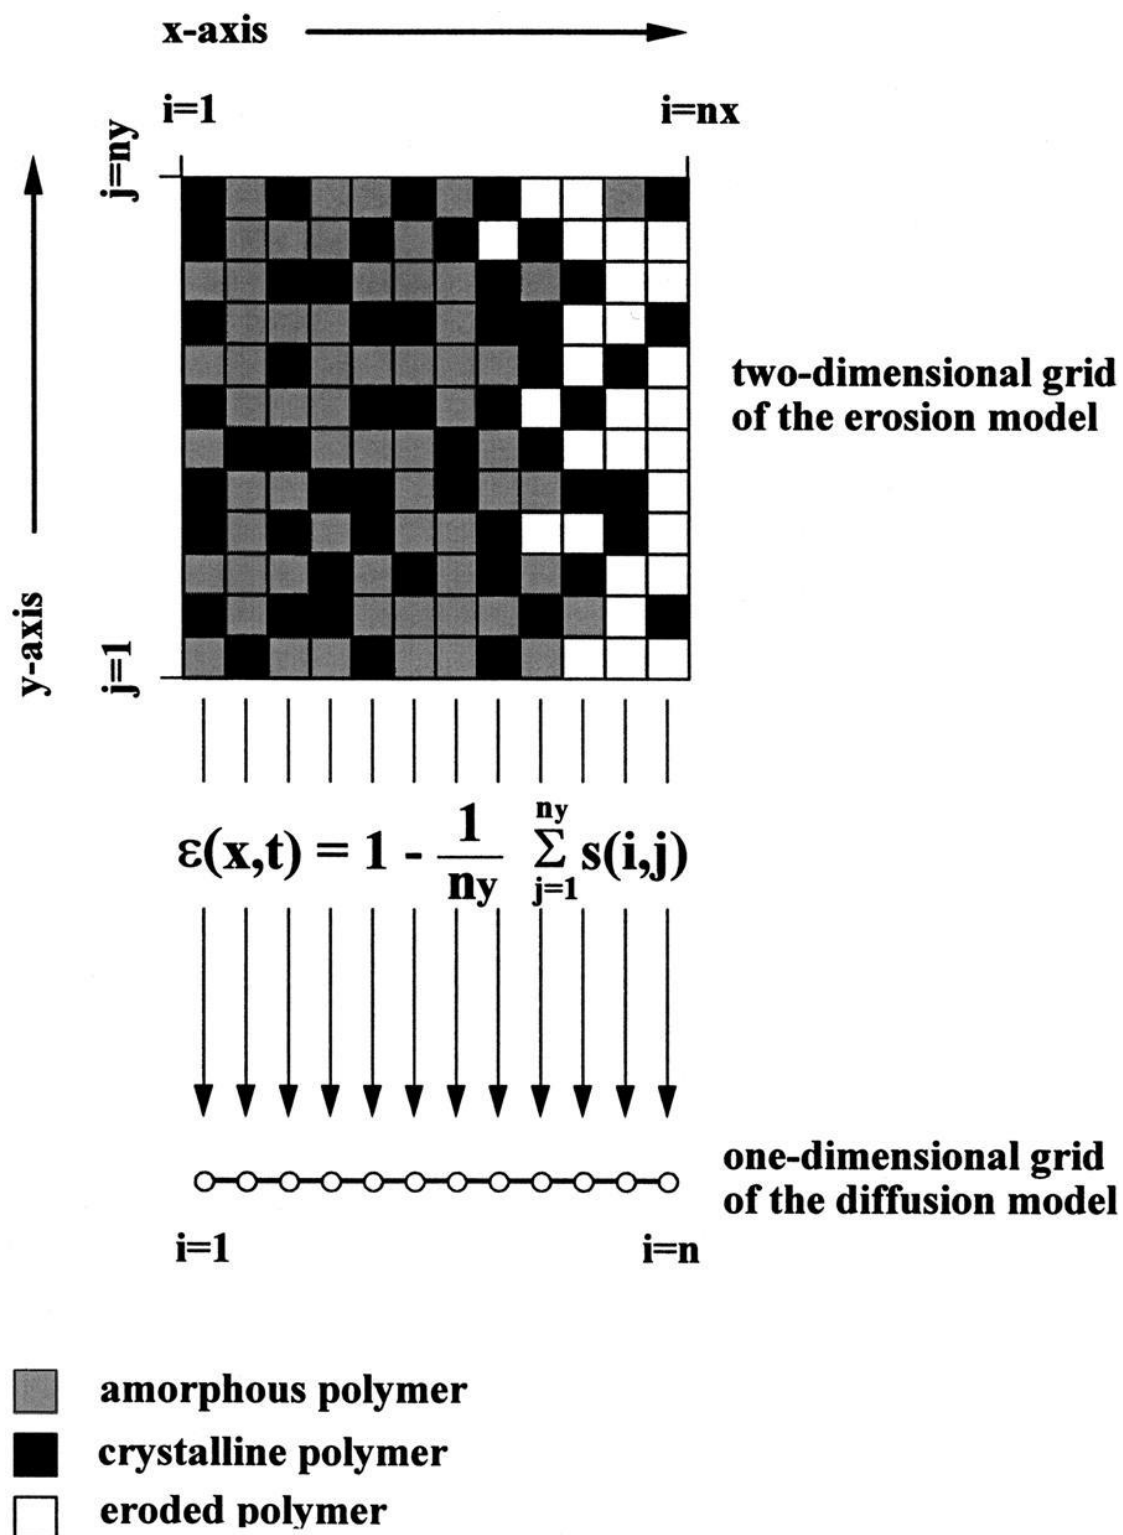 x-axis
i=1
i=nx
j=ny
two-dimensional grid
of the erosion model
y-axis
j=1
ε(x,t) = 1 - 1/ny ny Σ j=1 s(i,j)
one-dimensional grid
of the diffusion model
i=1
i=n
amorphous polymer
crystalline polymer
eroded polymer